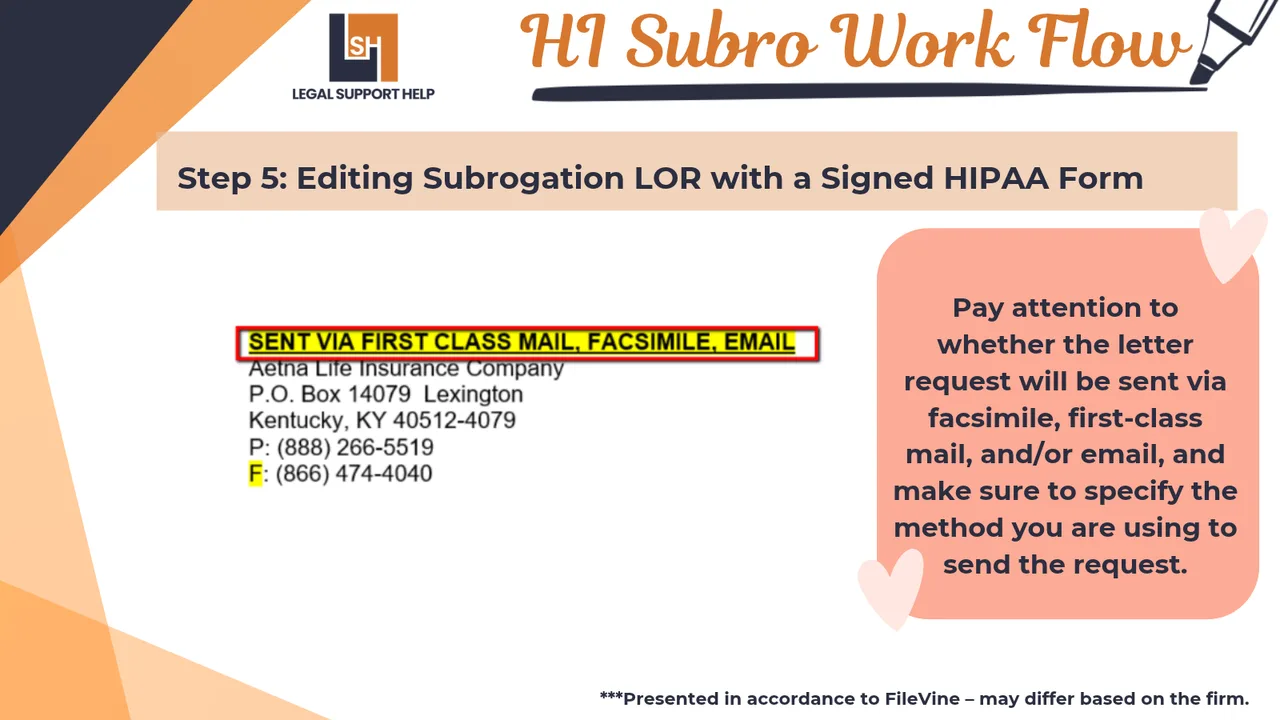 HI Subro Work Flow
LSH
LEGAL SUPPORT HELP
Step 5: Editing Subrogation LOR with a Signed HIPAA Form
SENT VIA FIRST CLASS MAIL, FACSIMILE, EMAIL
Aetna Life Insurance Company
P.O. Box 14079  Lexington
Kentucky, KY 40512-4079
P: (888) 266-5519
F: (866) 474-4040
Pay attention to
whether the letter
request will be sent via
facsimile, first-class
mail, and/or email, and
make sure to specify the
method you are using to
send the request.
***Presented in accordance to FileVine – may differ based on the firm.